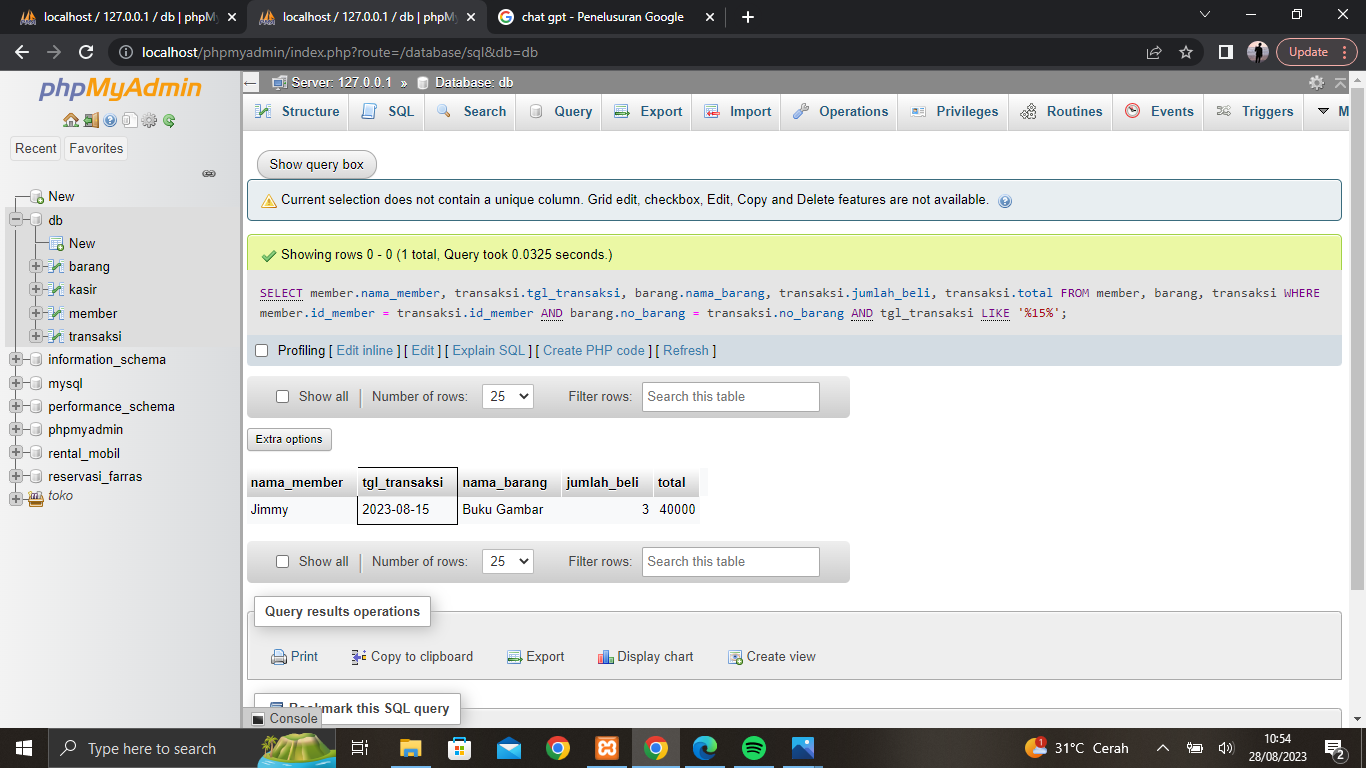 localhost / 127.0.0.1 / db | phpM
localhost / 127.0.0.1 / db | phpM
chat gpt - Penelusuran Google
localhost/phpmyadmin/index.php?route=/database/sql&db=db
Update
phpMyAdmin
Recent
Favorites
New
db
New
barang
kasir
member
transaksi
information_schema
mysql
performance_schema
phpmyadmin
rental_mobil
reservasi_farras
toko
Server: 127.0.0.1 » Database: db
Structure SQL Search Query Export Import Operations Privileges Routines Events Triggers M
Show query box
Current selection does not contain a unique column. Grid edit, checkbox, Edit, Copy and Delete features are not available.
Showing rows 0 - 0 (1 total, Query took 0.0325 seconds.)
SELECT member.nama_member, transaksi.tgl_transaksi, barang.nama_barang, transaksi.jumlah_beli, transaksi.total FROM member, barang, transaksi WHERE
member.id_member = transaksi.id_member AND barang.no_barang = transaksi.no_barang AND tgl_transaksi LIKE '%15%';
Profiling [ Edit inline ] [ Edit ] [ Explain SQL ] [ Create PHP code ] [ Refresh ]
Show all Number of rows: 25 Filter rows: Search this table
Extra options
nama_member tgl_transaksi nama_barang jumlah_beli total
Jimmy 2023-08-15 Buku Gambar 3 40000
Show all Number of rows: 25 Filter rows: Search this table
Query results operations
Print Copy to clipboard Export Display chart Create view
Bookmark this SQL query
Console
Type here to search
1
31°C Cerah
10:54
28/08/2023
2